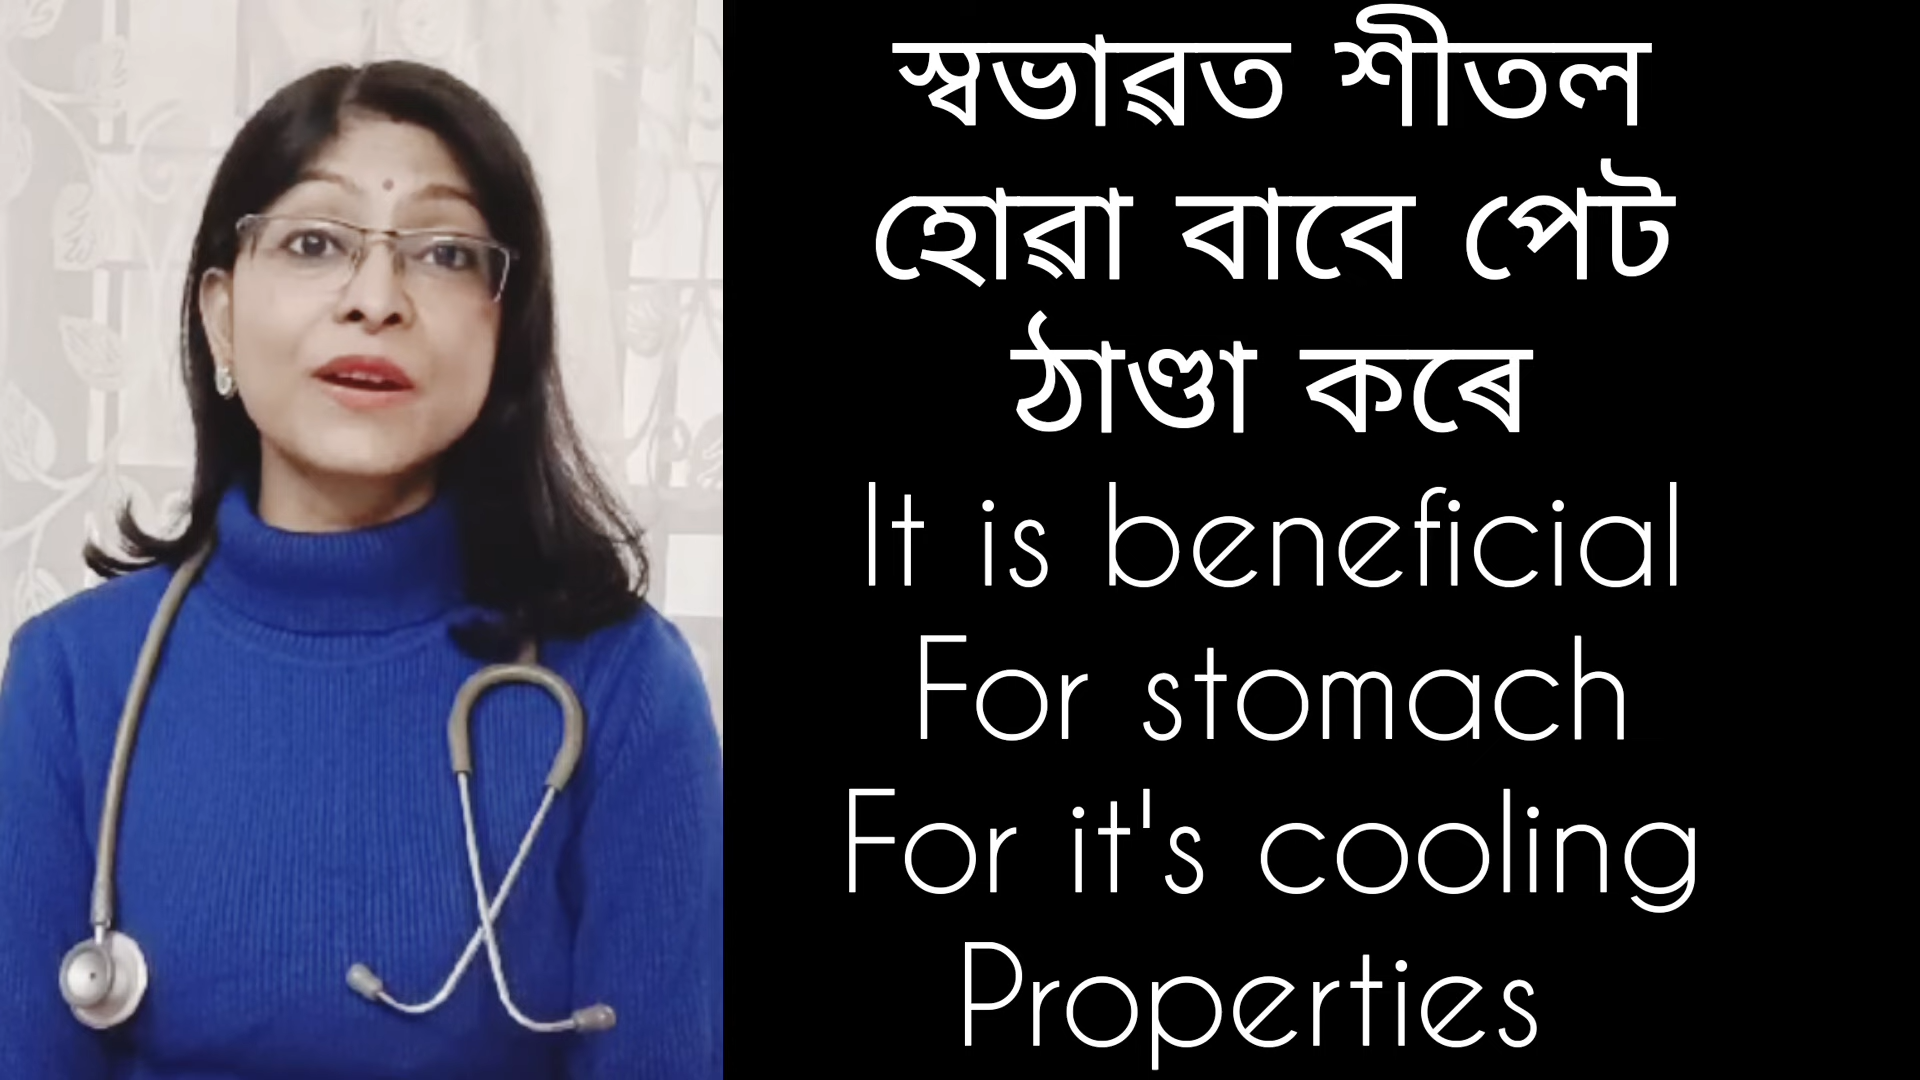 স্বভাৱত শীতল
হোৱা বাবে পেট
ঠাণ্ডা কৰে
It is beneficial
For stomach
For it's cooling
Properties